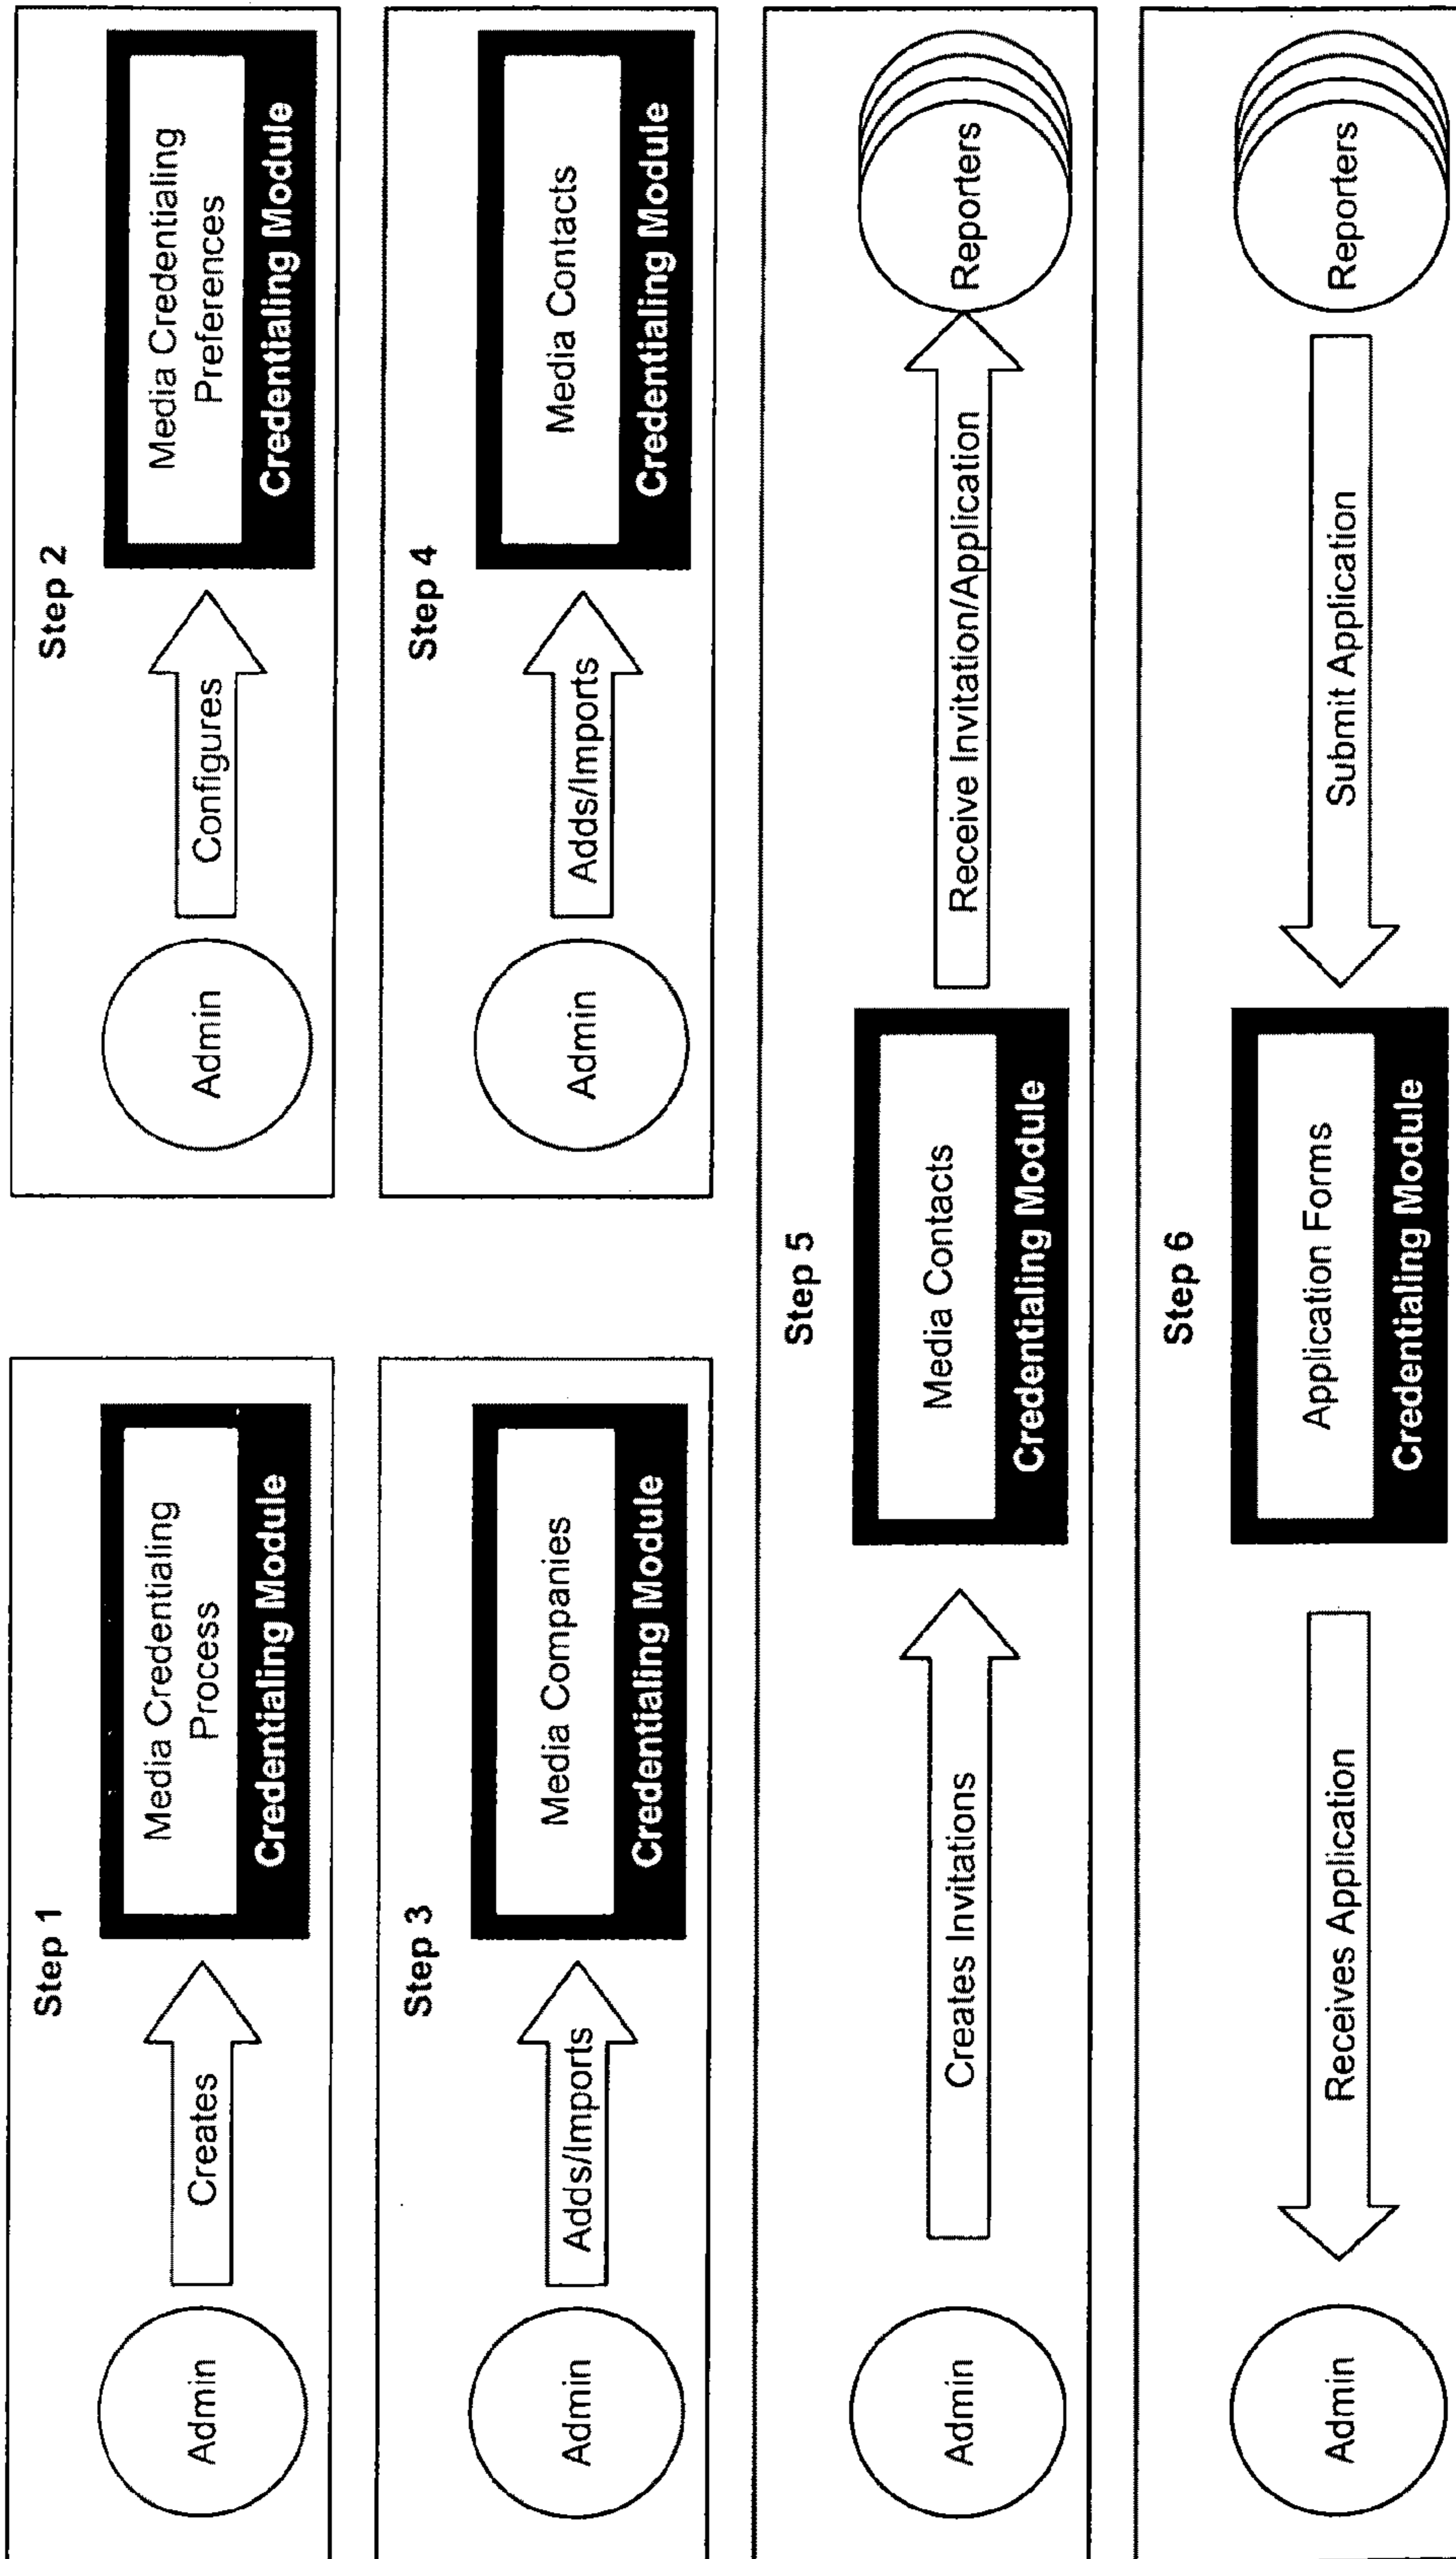 Step 1
Admin
Creates
Media Credentialing
Process
Credentialing Module
Step 2
Admin
Configures
Media Credentialing
Preferences
Credentialing Module
Step 3
Admin
Adds/Imports
Media Companies
Credentialing Module
Step 4
Admin
Adds/Imports
Media Contacts
Credentialing Module
Step 5
Admin
Creates Invitations
Media Contacts
Credentialing Module
Receive Invitation/Application
Reporters
Step 6
Admin
Receives Application
Application Forms
Credentialing Module
Submit Application
Reporters